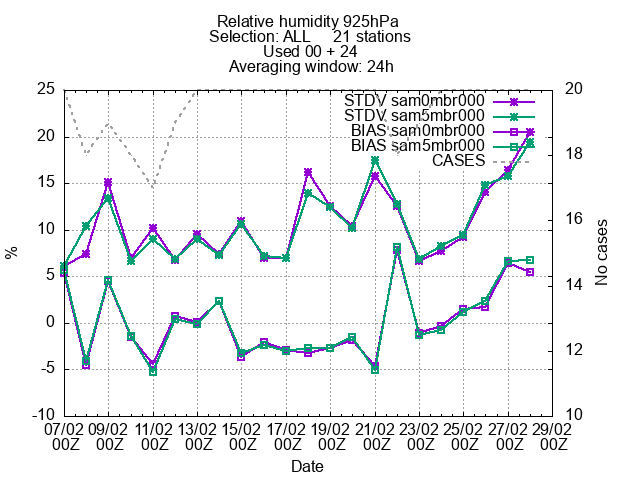 Relative humidity 925hPa
Selection: ALL 21 stations
Used 00 + 24
Averaging window: 24h
STDV sam0mbr000
STDV sam5mbr000
BIAS sam0mbr000
BIAS sam5mbr000
CASES
25
20
15
10
5
0
-5
-10
%
20
18
16
14
12
10
No cases
07/02 09/02 11/02 13/02 15/02 17/02 19/02 21/02 23/02 25/02 27/02 29/02
00Z 00Z 00Z 00Z 00Z 00Z 00Z 00Z 00Z 00Z 00Z 00Z
Date